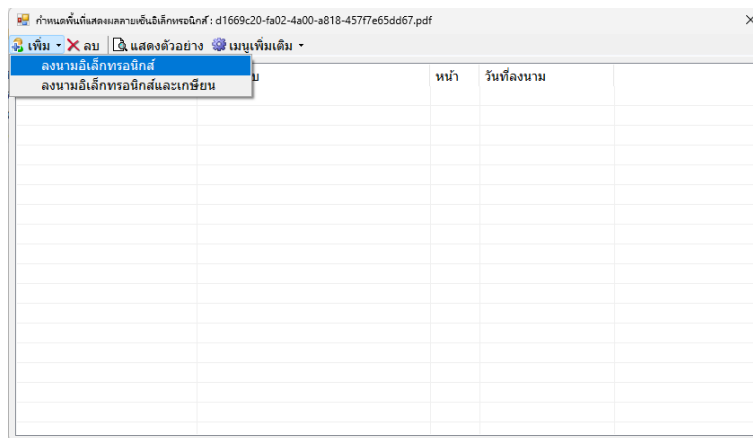 กำหนดพื้นที่แสดงผลลายเซ็นอิเล็กทรอนิกส์ : d1669c20-fa02-4a00-a818-457f7e65dd67.pdf
เพิ่ม ลบ แสดงตัวอย่าง เมนูเพิ่มเติม
ลงนามอิเล็กทรอนิกส์
ลงนามอิเล็กทรอนิกส์และเกษียน
หน้า วันที่ลงนาม